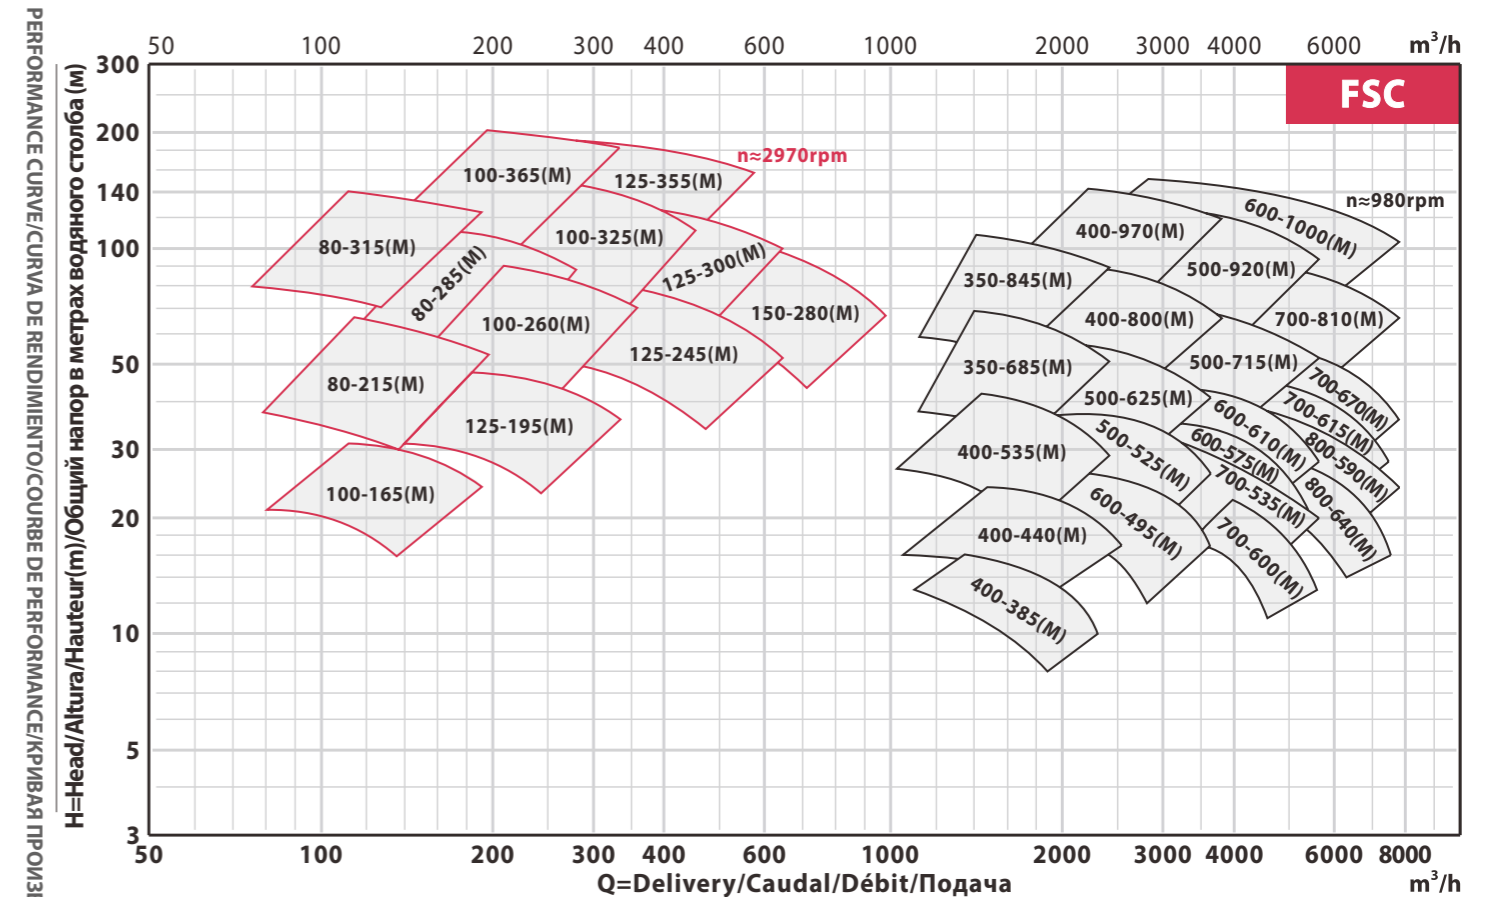 PERFORMANCE CURVE/CURVA DE RENDIMIENTO/COURBE DE PERFORMANCE/КРИВАЯ
H=Head/Altura/Hauteur(m)/Общий напор в метрах водяного столба (м)
50 100 200 300 400 600 1000 2000 3000 4000 6000 m³/h
300
FSC
200
n≈2970rpm
100-365(M)
125-355(M)
140
n≈980rpm
600-1000(M)
400-970(M)
80-315(M)
100-325(M)
100
125-300(M)
500-920(M)
80-285(M)
350-845(M)
150-280(M)
100-260(M)
400-800(M)
700-810(M)
125-245(M)
50
500-715(M)
350-685(M)
80-215(M)
700-670(M)
500-625(M)
700-615(M)
125-195(M)
600-610(M)
30
400-535(M)
500-525(M)
600-575(M)
800-590(M)
100-165(M)
700-535(M)
20
600-495(M)
800-640(M)
400-440(M)
700-600(M)
400-385(M)
10
5
3
50 100 200 300 400 600 1000 2000 3000 4000 6000 8000
Q=Delivery/Caudal/Débit/Подача m³/h